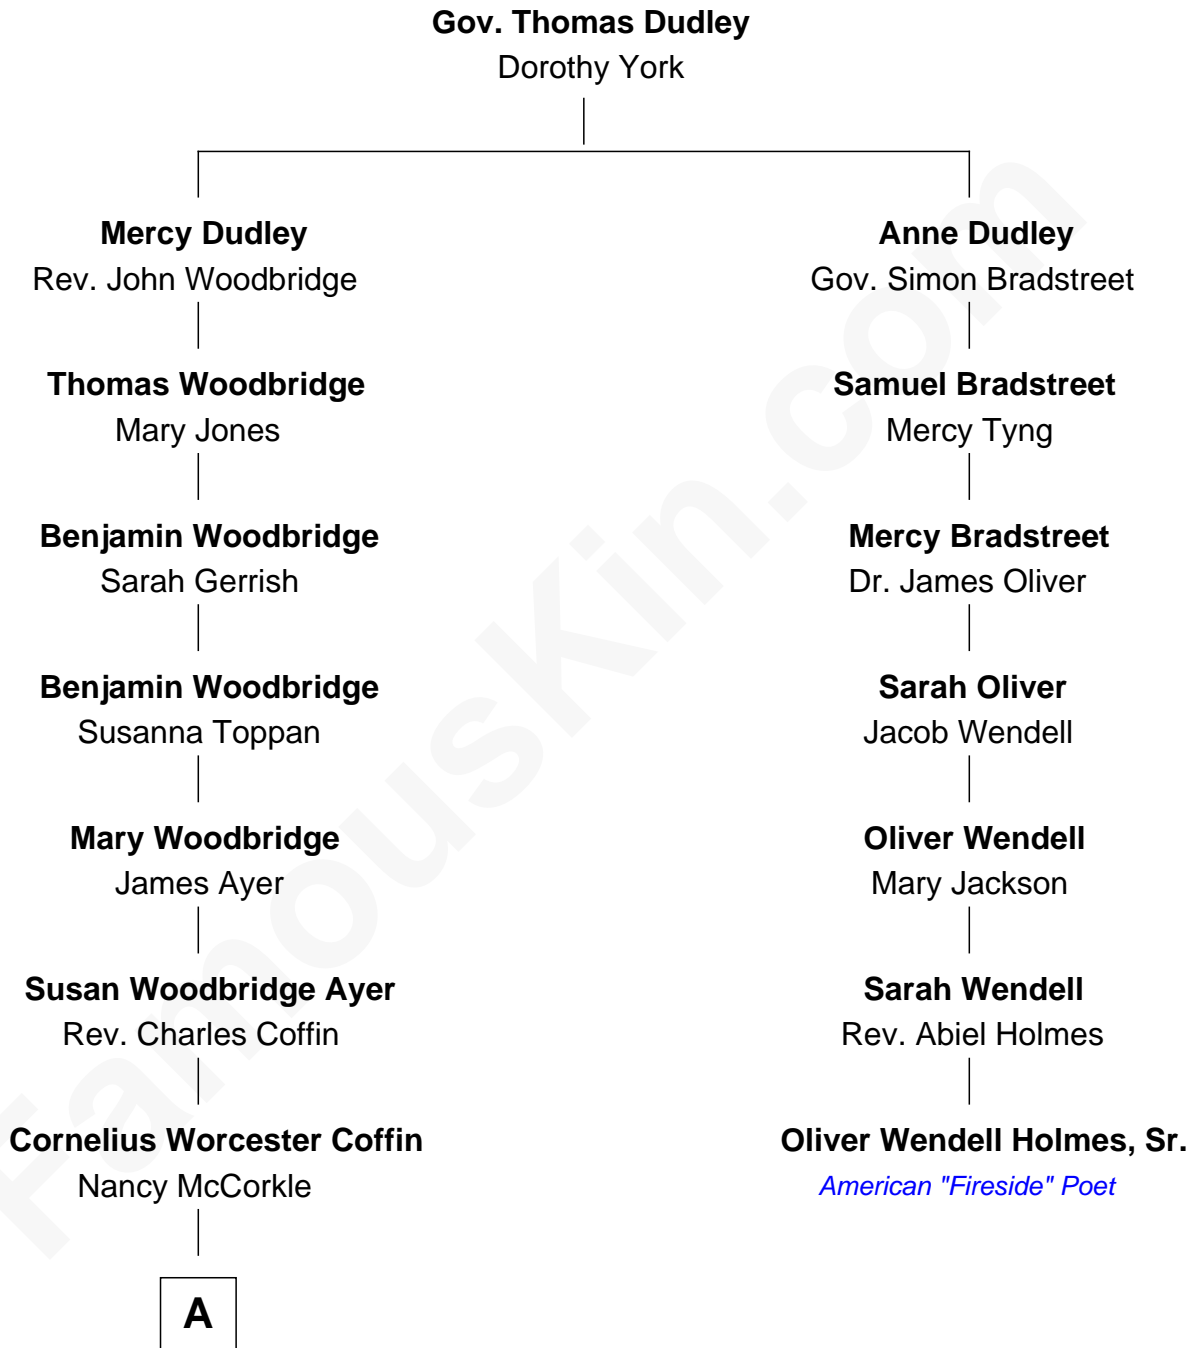 Gov. Thomas Dudley
Dorothy York
Mercy Dudley
Rev. John Woodbridge
Anne Dudley
Gov. Simon Bradstreet
Thomas Woodbridge
Mary Jones
Samuel Bradstreet
Mercy Tyng
Benjamin Woodbridge
Sarah Gerrish
Mercy Bradstreet
Dr. James Oliver
Benjamin Woodbridge
Susanna Toppan
Sarah Oliver
Jacob Wendell
Mary Woodbridge
James Ayer
Oliver Wendell
Mary Jackson
Susan Woodbridge Ayer
Rev. Charles Coffin
Sarah Wendell
Rev. Abiel Holmes
Cornelius Worcester Coffin
Nancy McCorkle
Oliver Wendell Holmes, Sr.
American "Fireside" Poet
A
FamousKin.com